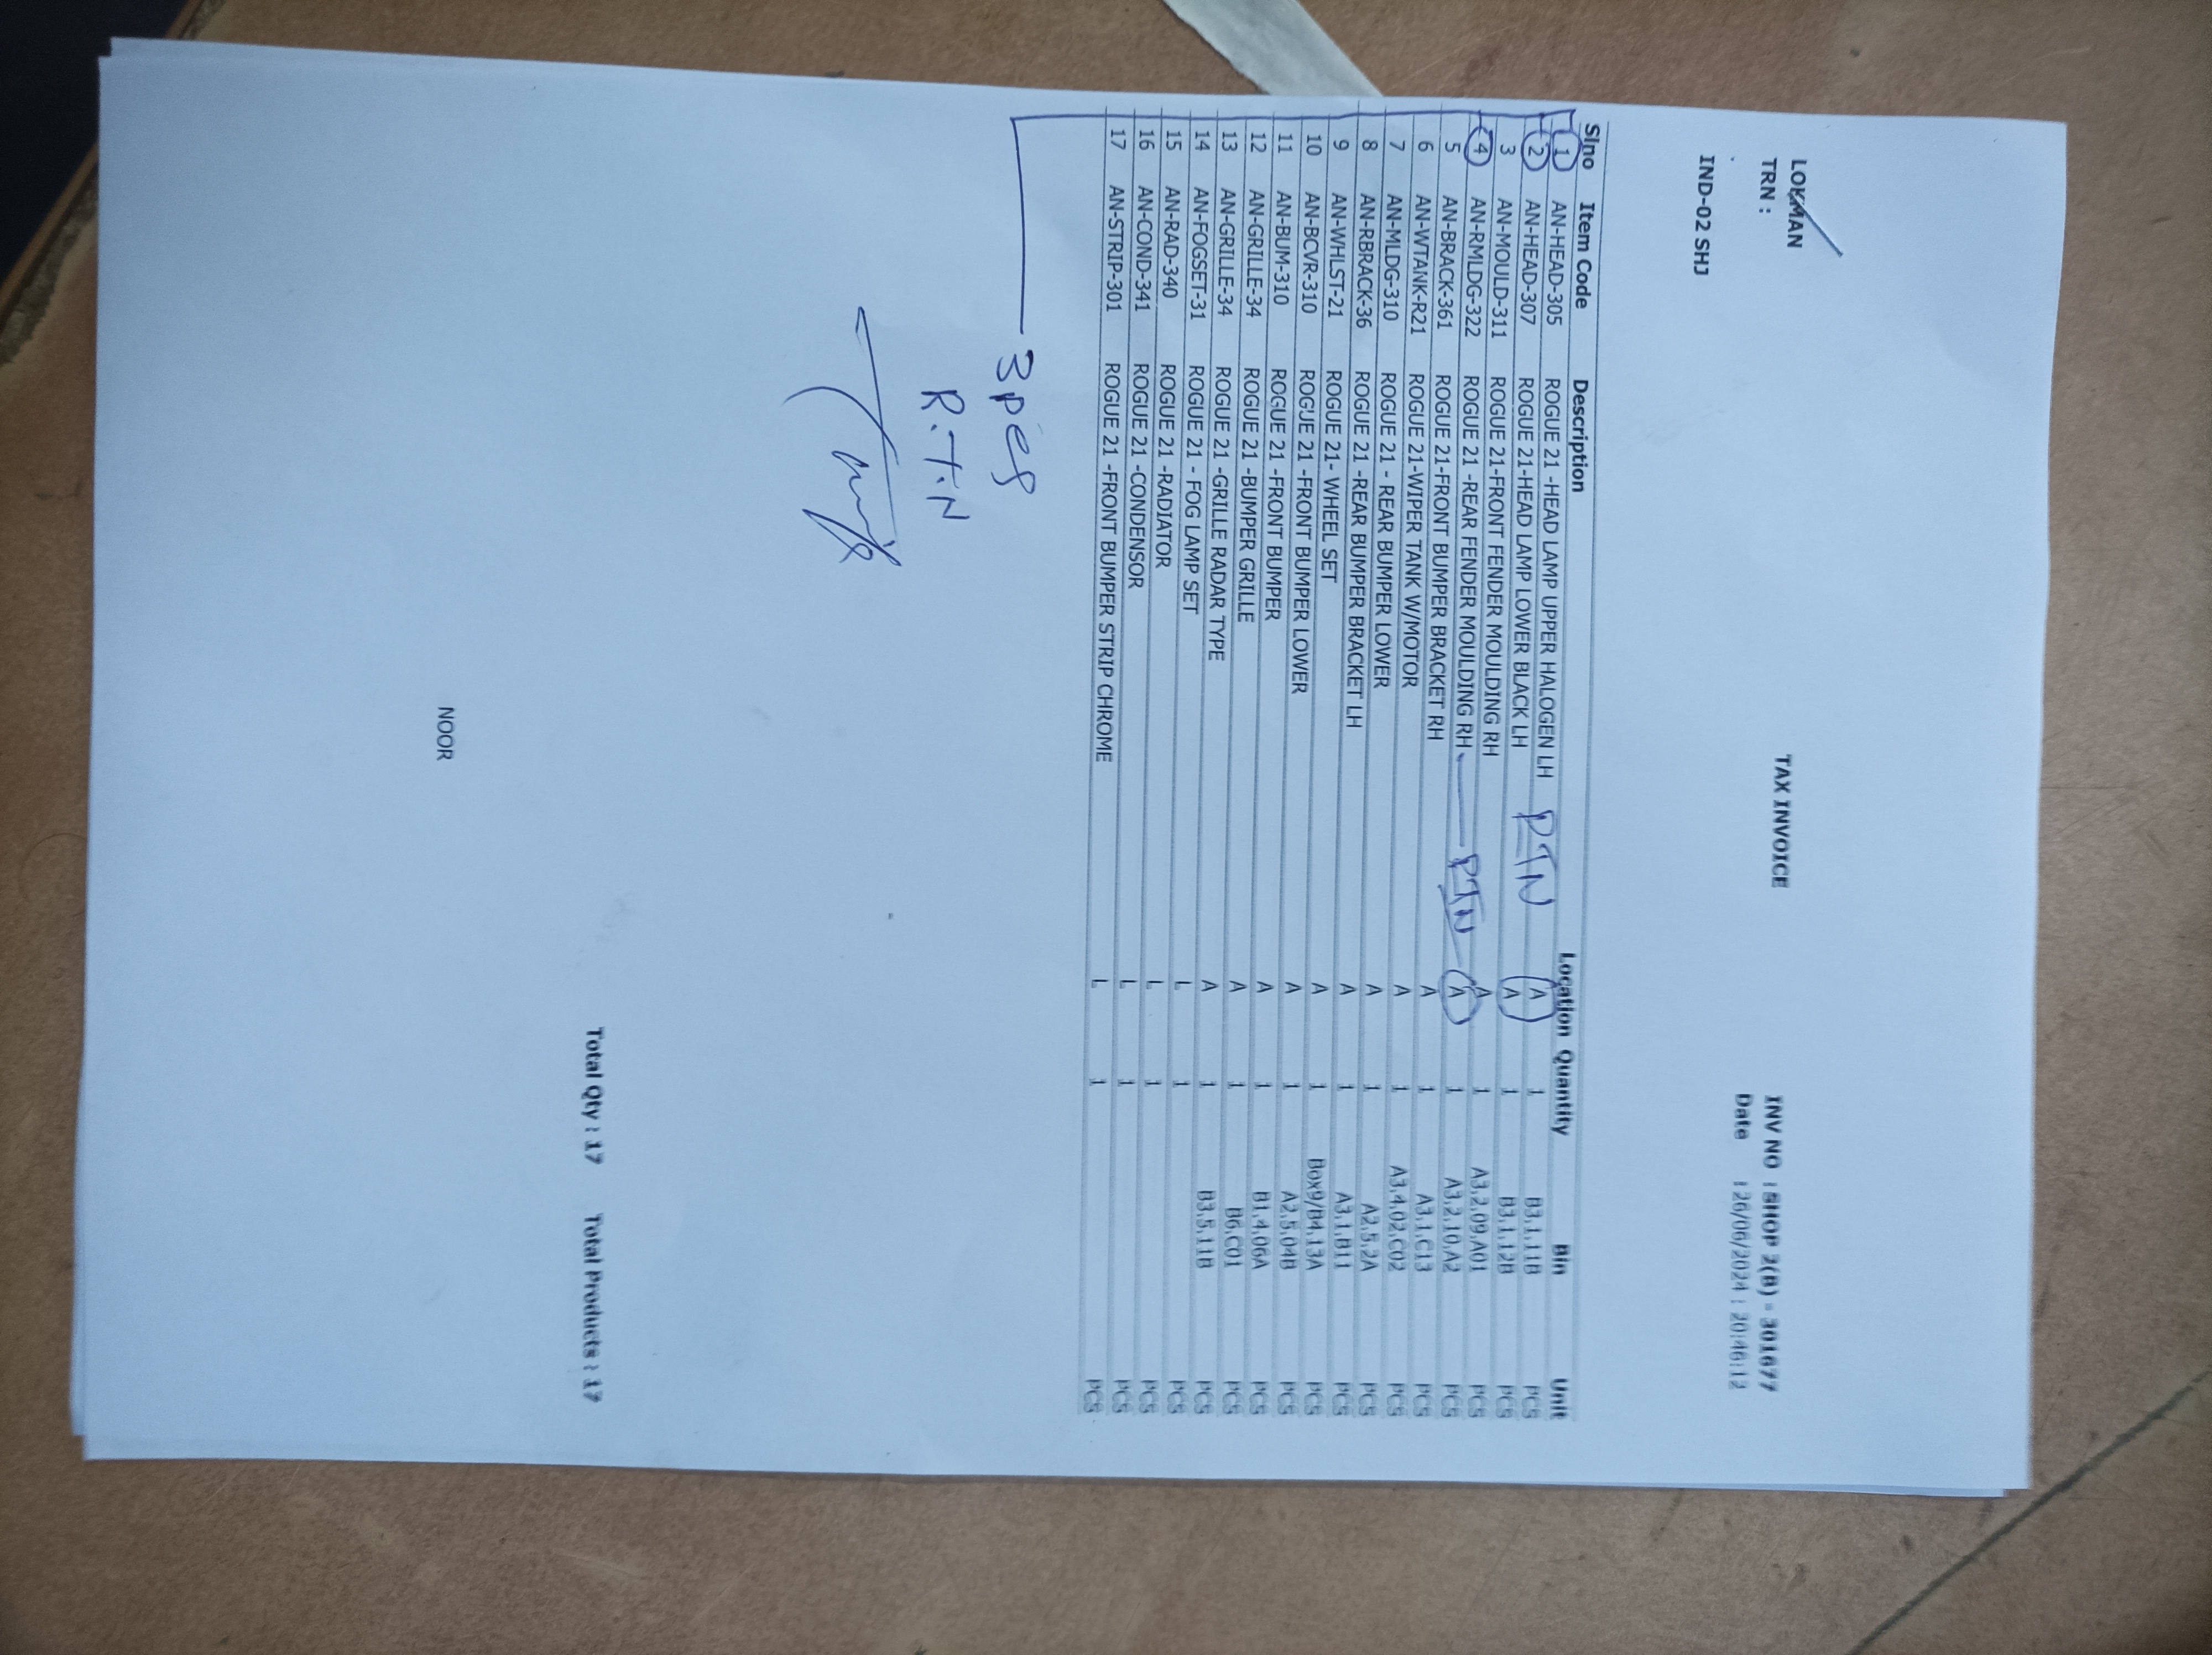 LOKMAN TAX INVOICE INV NO : SHOP 2(B) - 301677
TRN : Date : 26/06/2024 : 20:46:12
IND-02 SHJ
Slno Item Code Description Location Quantity Bin Unit
1 AN-HEAD-305 ROGUE 21 -HEAD LAMP UPPER HALOGEN LH A 1 B3.1.11B PCS
2 AN-HEAD-307 ROGUE 21-HEAD LAMP LOWER BLACK LH RTN A 1 B3.1.12B PCS
3 AN-MOULD-311 ROGUE 21-FRONT FENDER MOULDING RH A 1 A3.2.09.A01 PCS
4 AN-RMLDG-322 ROGUE 21 -REAR FENDER MOULDING RH RTN A 1 A3.2.10.A2 PCS
5 AN-BRACK-361 ROGUE 21-FRONT BUMPER BRACKET RH A 1 A3.1.C13 PCS
6 AN-WTANK-R21 ROGUE 21-WIPER TANK W/MOTOR A 1 A3.4.02.C02 PCS
7 AN-MLDG-310 ROGUE 21 - REAR BUMPER LOWER A 1 A2.5.2A PCS
8 AN-RBRACK-36 ROGUE 21 -REAR BUMPER BRACKET LH A 1 A3.1.B11 PCS
9 AN-WHLST-21 ROGUE 21- WHEEL SET A 1 Box9/B4.13A PCS
10 AN-BCVR-310 ROGUE 21 -FRONT BUMPER LOWER A 1 A2.5.04B PCS
11 AN-BUM-310 ROGUE 21 -FRONT BUMPER A 1 B1.4.06A PCS
12 AN-GRILLE-34 ROGUE 21 -BUMPER GRILLE A 1 B6.C01 PCS
13 AN-GRILLE-34 ROGUE 21 -GRILLE RADAR TYPE A 1 B3.5.11B PCS
14 AN-FOGSET-31 ROGUE 21 - FOG LAMP SET L 1 PCS
15 AN-RAD-340 ROGUE 21 -RADIATOR L 1 PCS
16 AN-COND-341 ROGUE 21 -CONDENSOR L 1 PCS
17 AN-STRIP-301 ROGUE 21 -FRONT BUMPER STRIP CHROME L 1 PCS
3 pcs
R.T.N
Total Qty : 17 Total Products : 17
NOOR